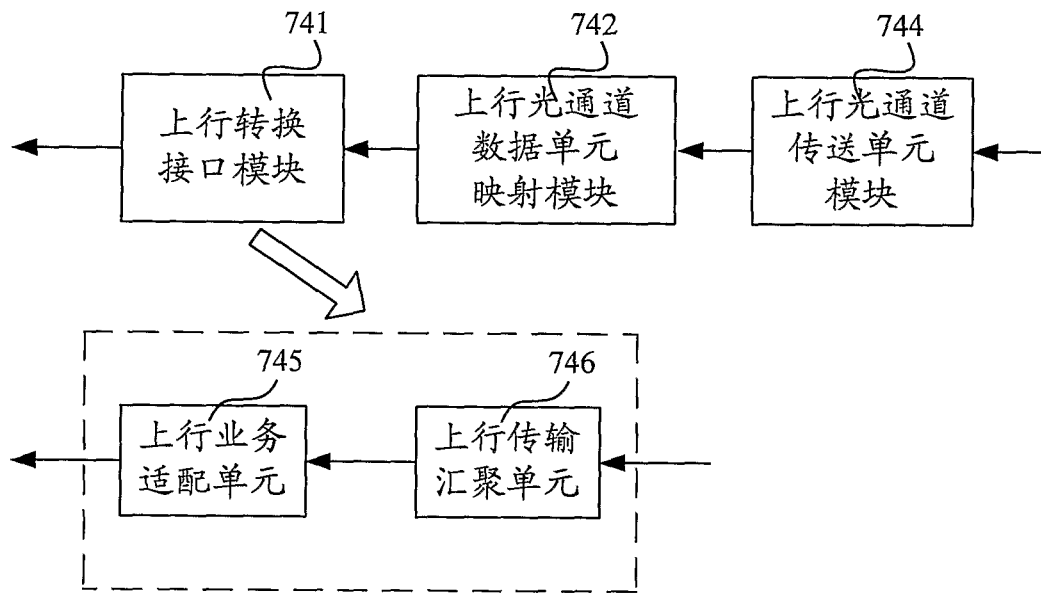 741
742
744
上行转换
接口模块
上行光通道
数据单元
映射模块
上行光通道
传送单元
模块
745
746
上行业务
适配单元
上行传输
汇聚单元